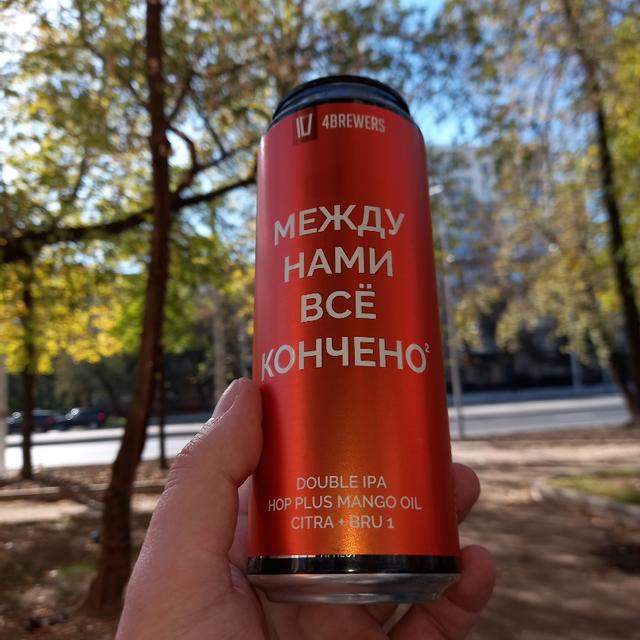 4BREWERS
МЕЖДУ
НАМИ
ВСЁ
КОНЧЕНО²
DOUBLE IPA
HOP PLUS MANGO OIL
CITRA + BRU 1